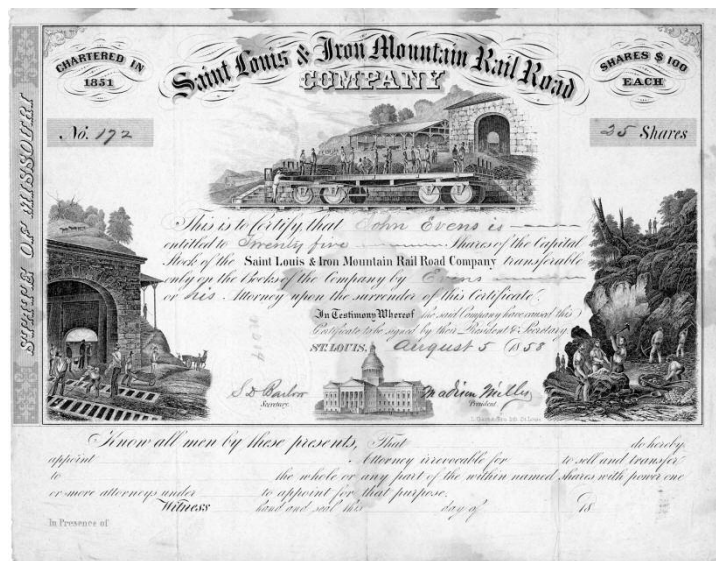 CHARTERED IN
1851
Saint Louis & Iron Mountain Rail Road
COMPANY
SHARES $100
EACH
No. 192
25 Shares
STATE OF MISSOURI
This is to Certify, that John Evens is
entitled to Twenty five Shares of the Capital
Stock of the Saint Louis & Iron Mountain Rail Road Company transferable
only on the Books of the Company by Evens
or his Attorney upon the surrender of this Certificate.
In Testimony Whereof the said Company have caused this
Certificate to be signed by their President & Secretary
ST. LOUIS, August 5 1858
S D Barlow
Secretary.
Madison Miller
President
Know all men by these presents, That do hereby
appoint Attorney irrevocable for to sell and transfer
to the whole or any part of the within named shares with power one
or more attorneys under to appoint for that purpose.
Witness hand and seal this day of 18
In Presence of